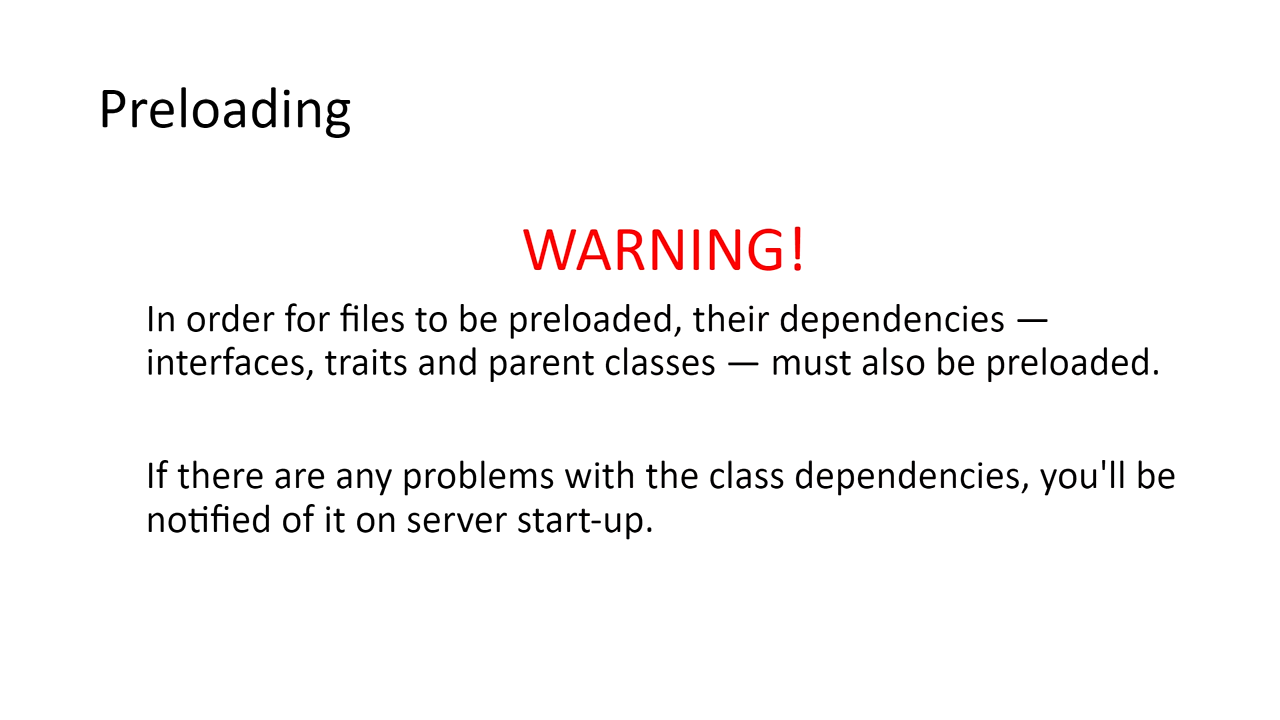 Preloading
WARNING!
In order for files to be preloaded, their dependencies —
interfaces, traits and parent classes — must also be preloaded.
If there are any problems with the class dependencies, you'll be
notified of it on server start-up.